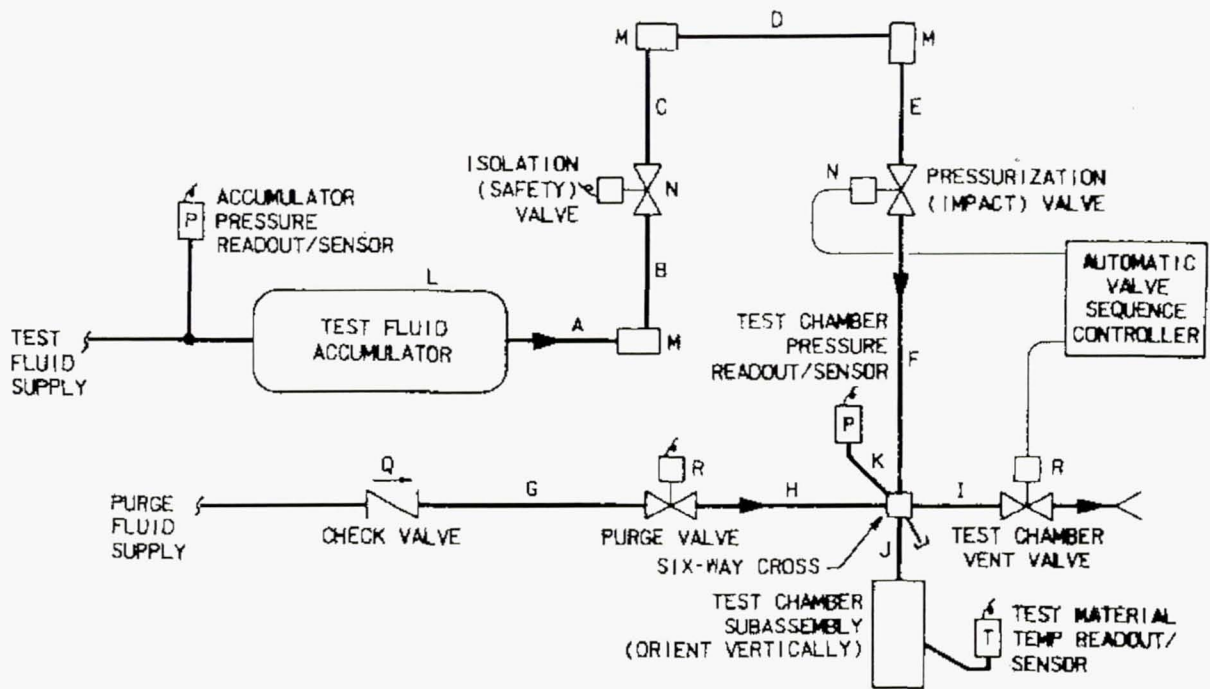 D
M
M
C
E
ISOLATION
(SAFETY)
VALVE
N
N
PRESSURIZATION
(IMPACT) VALVE
P
ACCUMULATOR
PRESSURE
READOUT/SENSOR
B
L
AUTOMATIC
VALVE
SEQUENCE
CONTROLLER
TEST
FLUID
SUPPLY
TEST FLUID
ACCUMULATOR
A
M
TEST CHAMBER
PRESSURE
READOUT/SENSOR
F
P
K
Q
R
R
G
H
I
PURGE
FLUID
SUPPLY
CHECK VALVE
PURGE VALVE
TEST CHAMBER
VENT VALVE
SIX-WAY CROSS
J
TEST CHAMBER
SUBASSEMBLY
(ORIENT VERTICALLY)
T
TEST MATERIAL
TEMP READOUT/
SENSOR